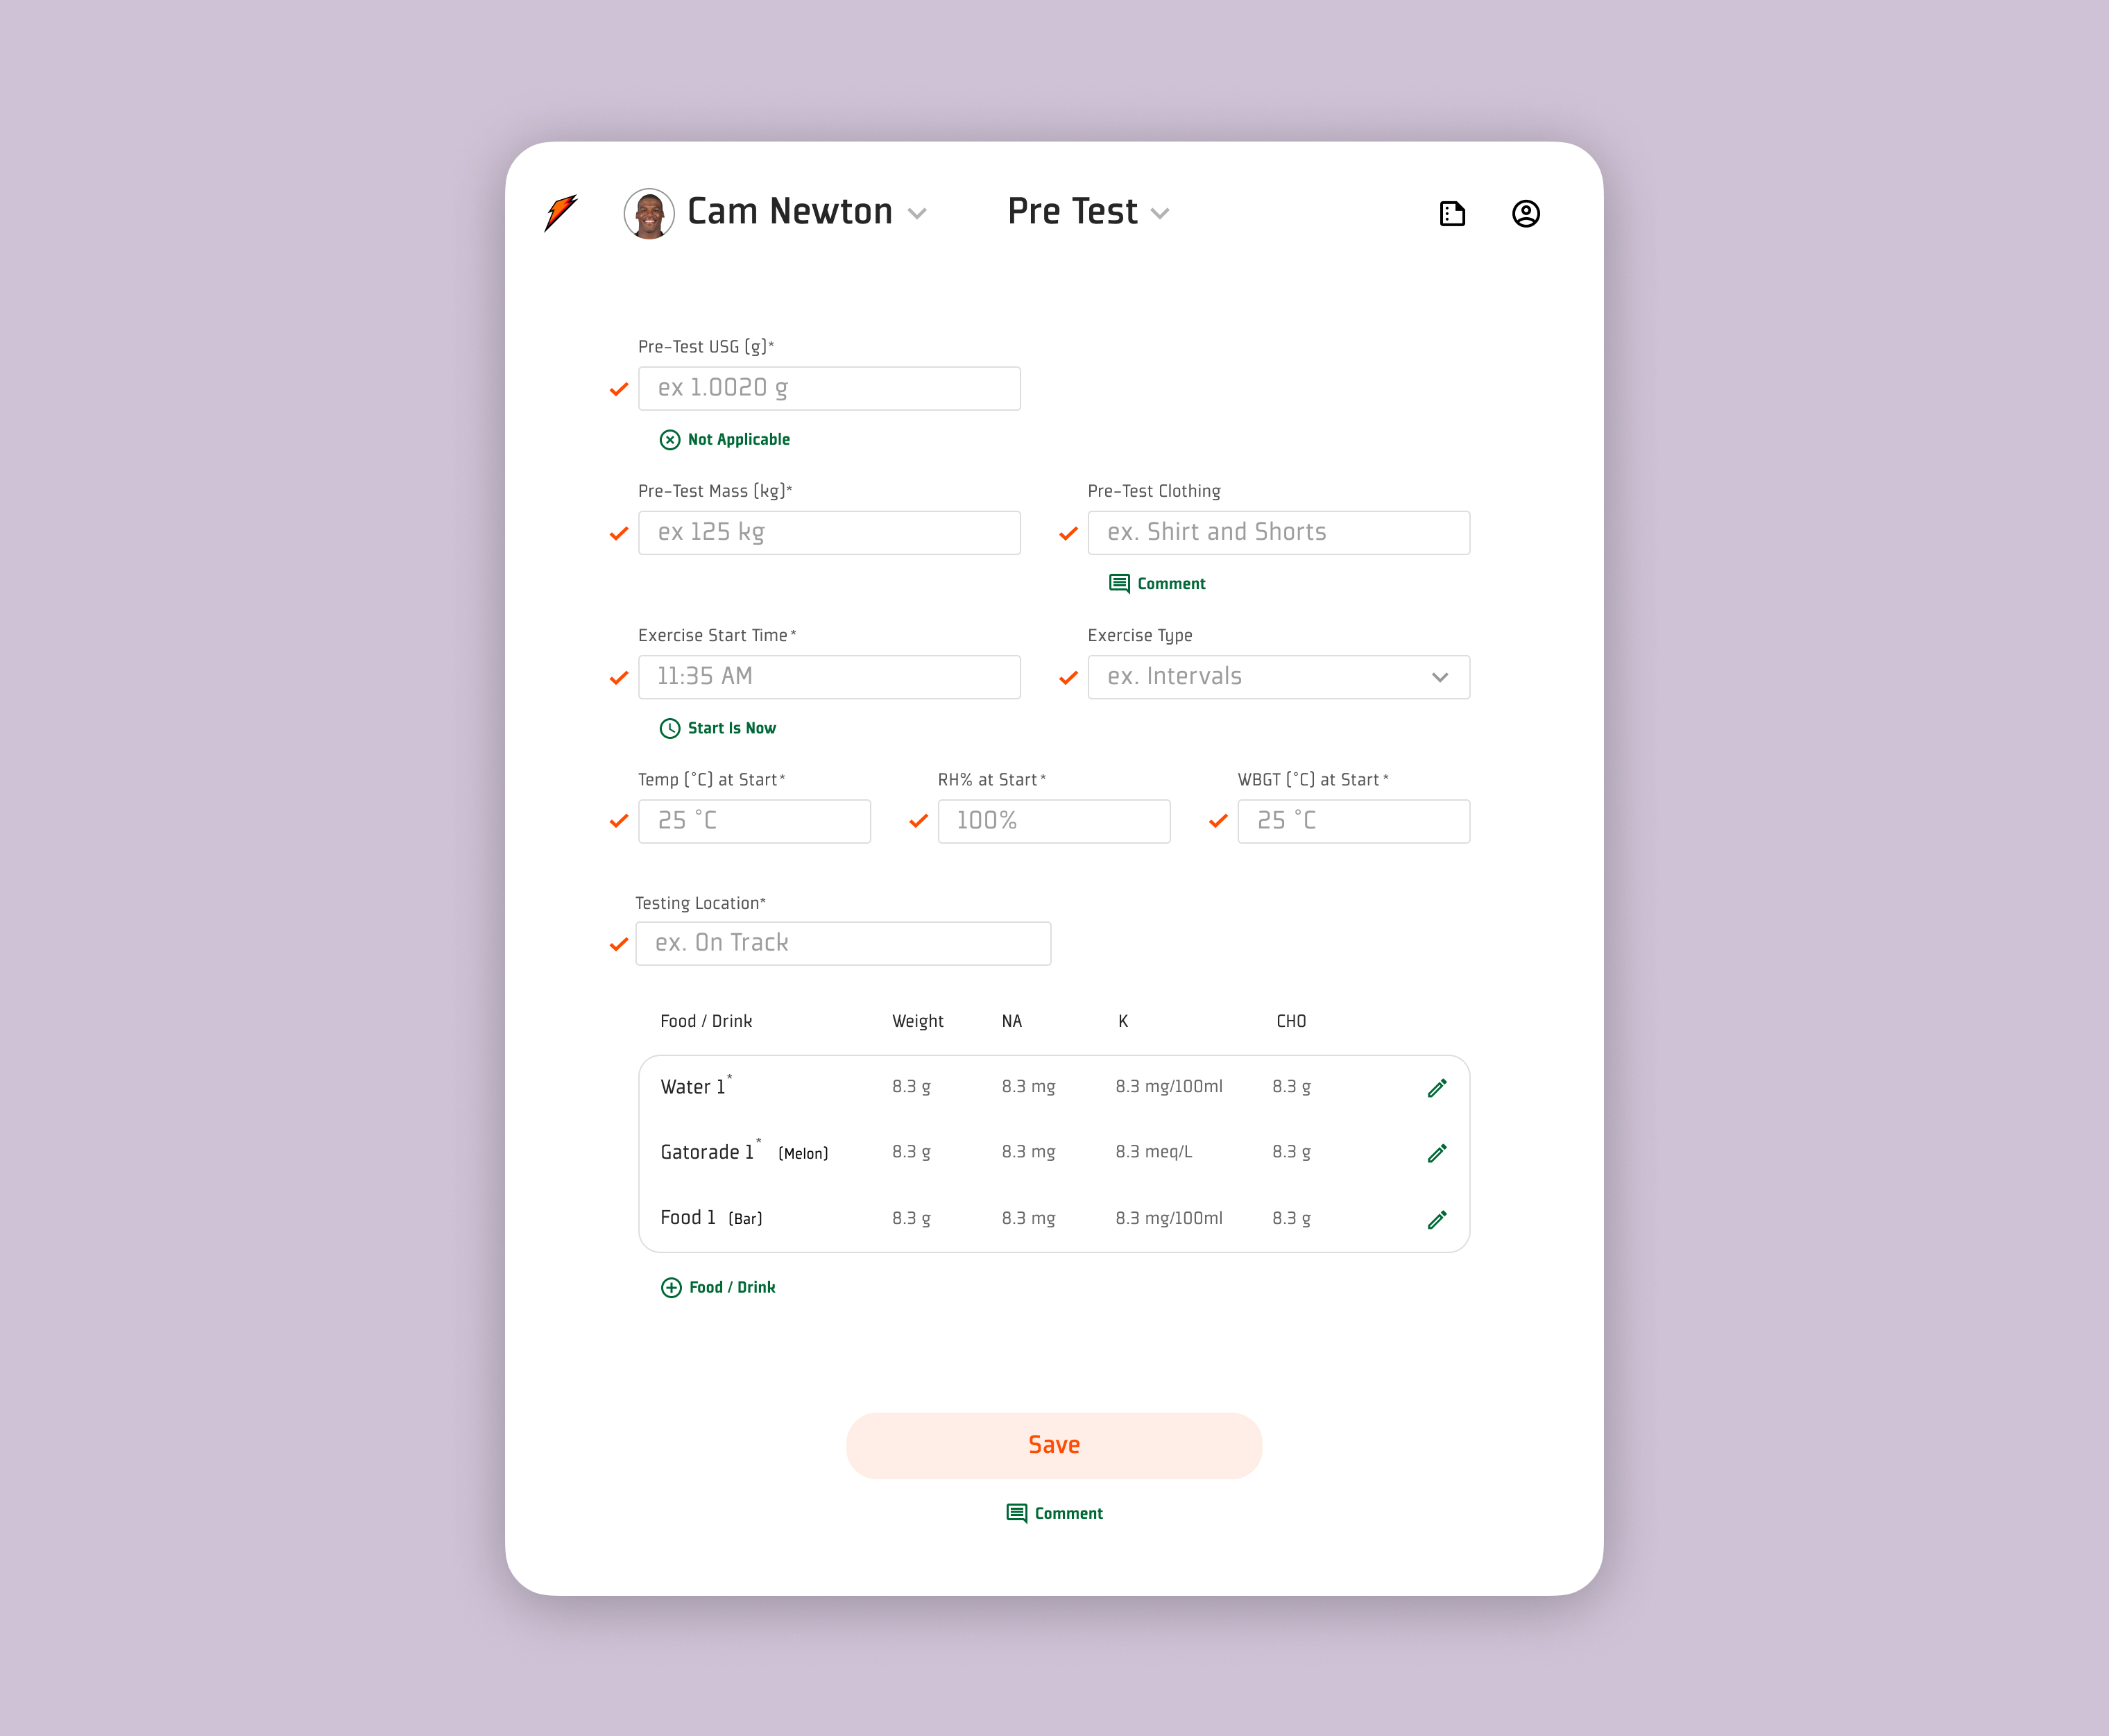 Cam Newton
Pre Test
Pre-Test USG (g)*
ex 1.0020 g
Not Applicable
Pre-Test Mass (kg)*
Pre-Test Clothing
ex 125 kg
ex. Shirt and Shorts
Comment
Exercise Start Time*
Exercise Type
11:35 AM
ex. Intervals
Start Is Now
Temp (°C) at Start*
RH% at Start*
WBGT (°C) at Start*
25 °C
100%
25 °C
Testing Location*
ex. On Track
Food / Drink Weight NA K CHO
Water 1* 8.3 g 8.3 mg 8.3 mg/100ml 8.3 g
Gatorade 1* (Melon) 8.3 g 8.3 mg 8.3 meq/L 8.3 g
Food 1 (Bar) 8.3 g 8.3 mg 8.3 mg/100ml 8.3 g
Food / Drink
Save
Comment